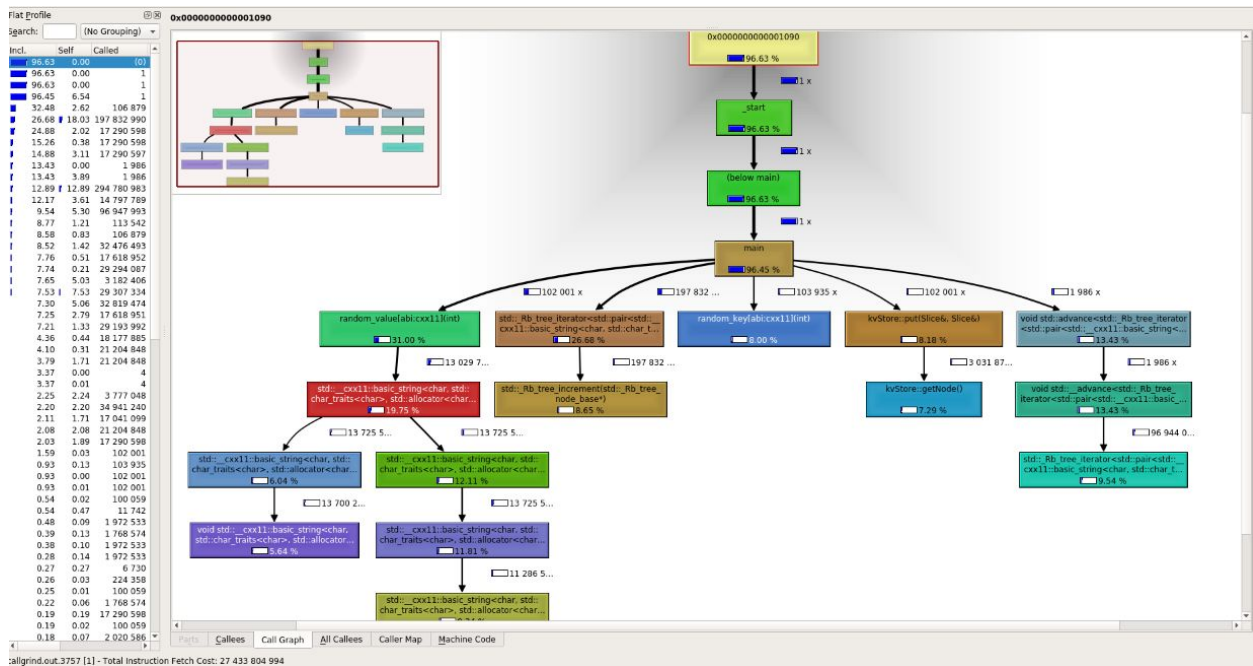 Flat Profile
Search: (No Grouping)
Incl. Self Called
96.63 0.00 (0)
96.63 0.00 1
96.63 0.00 1
96.45 6.54 1
32.48 2.62 106 879
26.68 18.03 197 832 990
24.88 2.02 17 290 598
15.26 0.38 17 290 598
14.88 3.11 17 290 597
13.43 0.00 1 986
13.43 3.89 1 986
12.89 12.89 294 780 983
12.17 3.61 14 797 789
9.54 5.30 96 947 993
8.77 1.21 113 542
8.58 0.83 106 879
8.52 1.42 32 476 493
7.76 0.51 17 618 952
7.74 0.21 29 294 087
7.65 5.03 3 182 406
7.53 7.53 29 307 334
7.30 5.06 32 819 474
7.25 2.79 17 618 951
7.21 1.33 29 193 992
4.36 0.44 18 177 885
4.10 0.31 21 204 848
3.79 1.71 21 204 848
3.37 0.00 4
3.37 0.01 4
2.25 2.24 3 777 048
2.20 2.20 34 941 240
2.11 1.71 17 041 099
2.08 2.08 21 204 848
2.03 1.89 17 290 598
1.59 0.03 102 001
0.93 0.13 103 935
0.93 0.00 102 001
0.93 0.01 102 001
0.54 0.02 100 059
0.54 0.47 11 742
0.48 0.09 1 972 533
0.39 0.13 1 768 574
0.38 0.10 1 972 533
0.28 0.14 1 972 533
0.27 0.27 6 730
0.26 0.03 224 358
0.25 0.01 100 059
0.22 0.06 1 768 574
0.19 0.19 17 290 598
0.19 0.02 100 059
0.18 0.07 2 020 586
0x0000000000001090
0x0000000000001090
96.63 %
1 x
_start
96.63 %
1 x
(below main)
96.63 %
1 x
main
96.45 %
102 001 x
197 832 ...
103 935 x
102 001 x
1 986 x
random_value[abi:cxx11](int)
31.00 %
std::_Rb_tree_iterator<std::pair<std::__
cxx11::basic_string<char, std::char_t...
26.68 %
random_key[abi:cxx11](int)
8.00 %
kvStore::put(Slice&, Slice&)
8.18 %
void std::advance<std::_Rb_tree_iterator
<std::pair<std::__cxx11::basic_string<...
13.43 %
13 029 7...
197 832 ...
3 031 87...
1 986 x
std::__cxx11::basic_string<char, std::
char_traits<char>, std::allocator<char...
19.75 %
std::_Rb_tree_increment(std::_Rb_tree_
node_base*)
8.65 %
kvStore::getNode()
7.29 %
void std::__advance<std::_Rb_tree_
iterator<std::pair<std::__cxx11::basic_...
13.43 %
13 725 5...
13 725 5...
96 944 0...
std::__cxx11::basic_string<char, std::
char_traits<char>, std::allocator<char...
6.04 %
std::__cxx11::basic_string<char, std::
char_traits<char>, std::allocator<char...
12.11 %
std::_Rb_tree_iterator<std::pair<std::__
cxx11::basic_string<char, std::char_t...
9.54 %
13 700 2...
13 725 5...
void std::__cxx11::basic_string<char,
std::char_traits<char>, std::allocator...
5.64 %
std::__cxx11::basic_string<char, std::
char_traits<char>, std::allocator<char...
11.81 %
11 286 5...
std::__cxx11::basic_string<char, std::
char_traits<char>, std::allocator<char...
Parts Callees Call Graph All Callees Caller Map Machine Code
callgrind.out.3757 [1] - Total Instruction Fetch Cost: 27 433 804 994